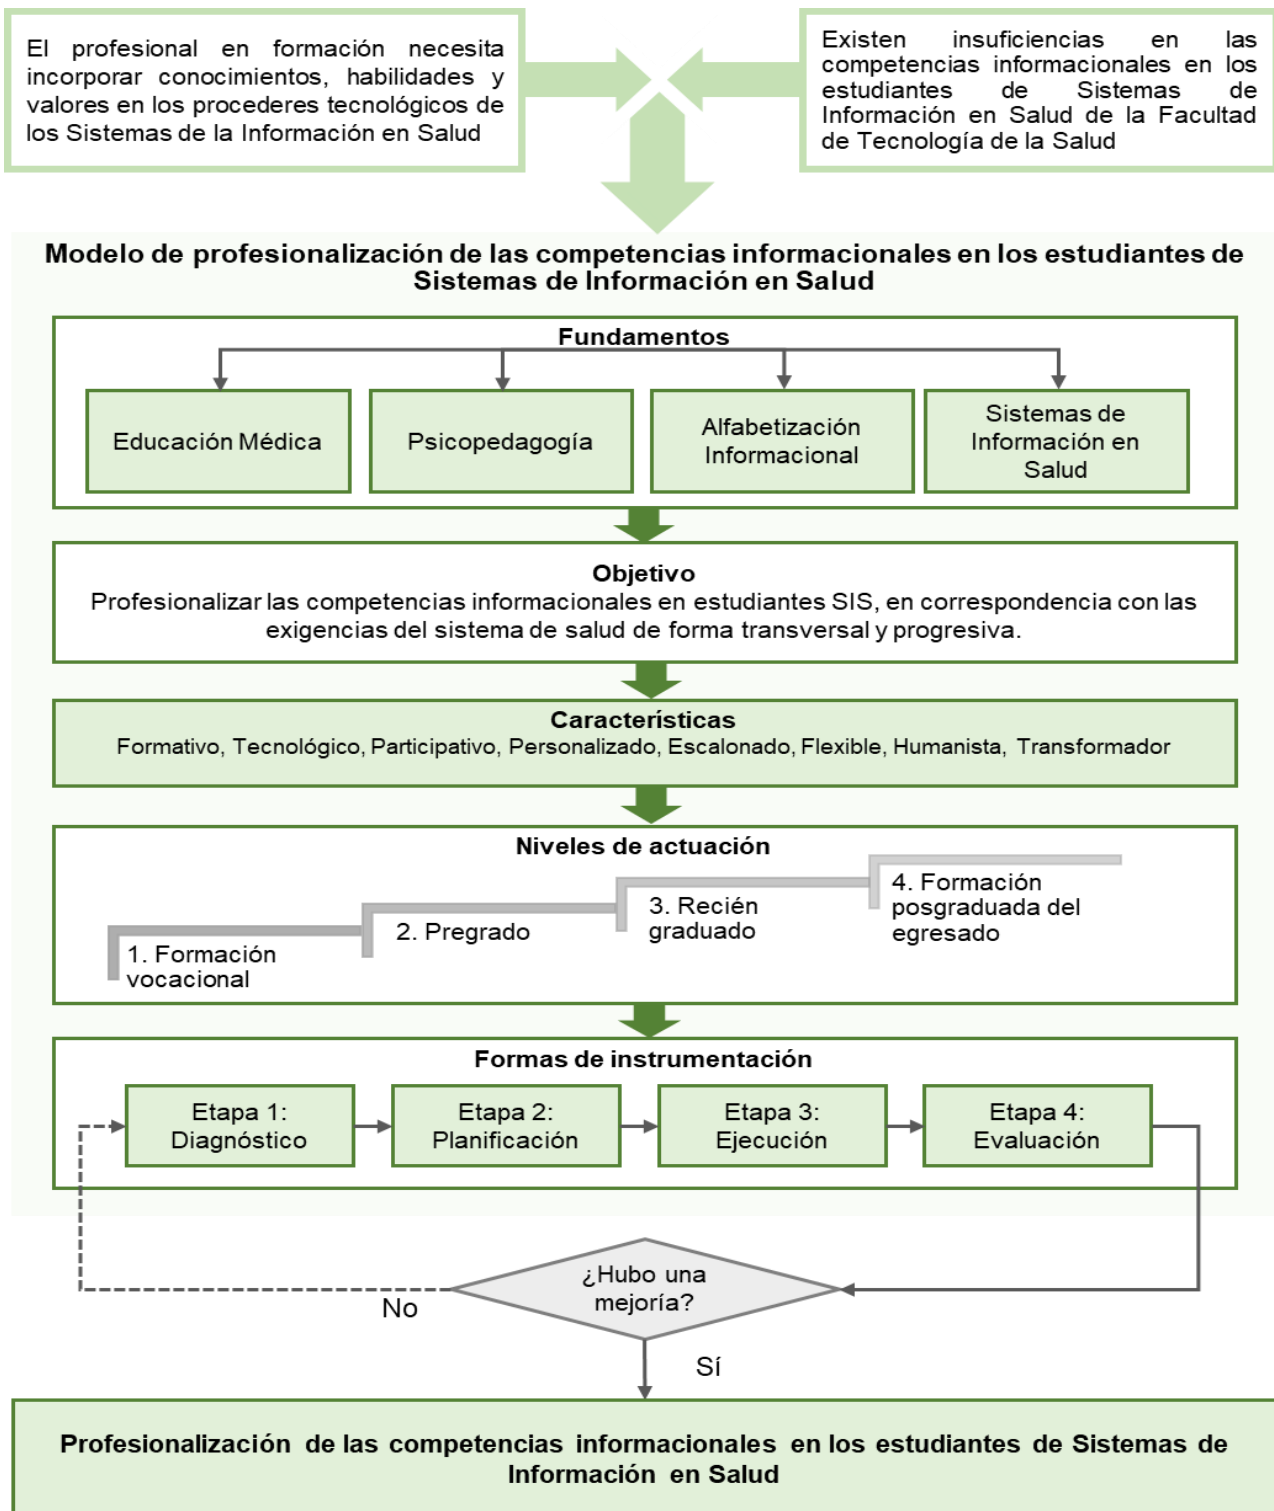 El profesional en formación necesita
incorporar conocimientos, habilidades y
valores en los procederes tecnológicos de
los Sistemas de la Información en Salud
Existen insuficiencias en las
competencias informacionales en los
estudiantes de Sistemas de
Información en Salud de la Facultad
de Tecnología de la Salud
Modelo de profesionalización de las competencias informacionales en los estudiantes de
Sistemas de Información en Salud
Fundamentos
Educación Médica
Psicopedagogía
Alfabetización
Informacional
Sistemas de
Información en
Salud
Objetivo
Profesionalizar las competencias informacionales en estudiantes SIS, en correspondencia con las
exigencias del sistema de salud de forma transversal y progresiva.
Características
Formativo, Tecnológico, Participativo, Personalizado, Escalonado, Flexible, Humanista, Transformador
Niveles de actuación
1. Formación
vocacional
2. Pregrado
3. Recién
graduado
4. Formación
posgraduada del
egresado
Formas de instrumentación
Etapa 1:
Diagnóstico
Etapa 2:
Planificación
Etapa 3:
Ejecución
Etapa 4:
Evaluación
¿Hubo una
mejoría?
No
Sí
Profesionalización de las competencias informacionales en los estudiantes de Sistemas de
Información en Salud